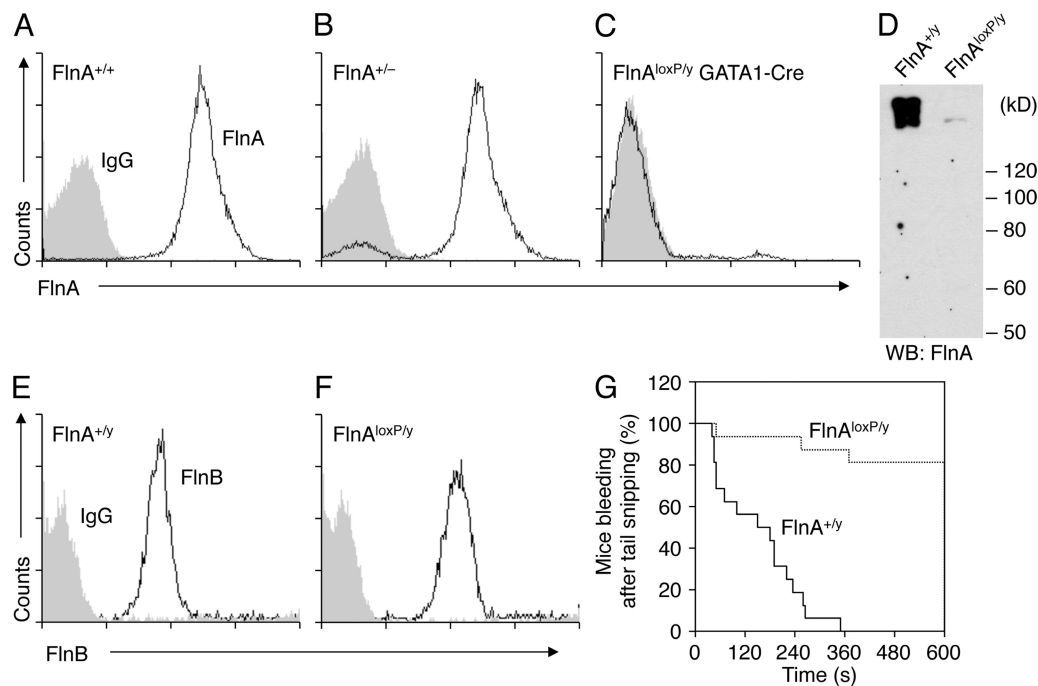 A
FlnA+/+
IgG
FlnA
Counts
B
FlnA+/–
C
FlnAloxP/y GATA1-Cre
FlnA
D
FlnA+/y
FlnAloxP/y
(kD)
120
100
80
60
50
WB: FlnA
E
FlnA+/y
FlnB
IgG
Counts
F
FlnAloxP/y
FlnB
G
Mice bleeding
after tail snipping (%)
120
100
80
60
40
20
0
FlnAloxP/y
FlnA+/y
0 120 240 360 480 600
Time (s)